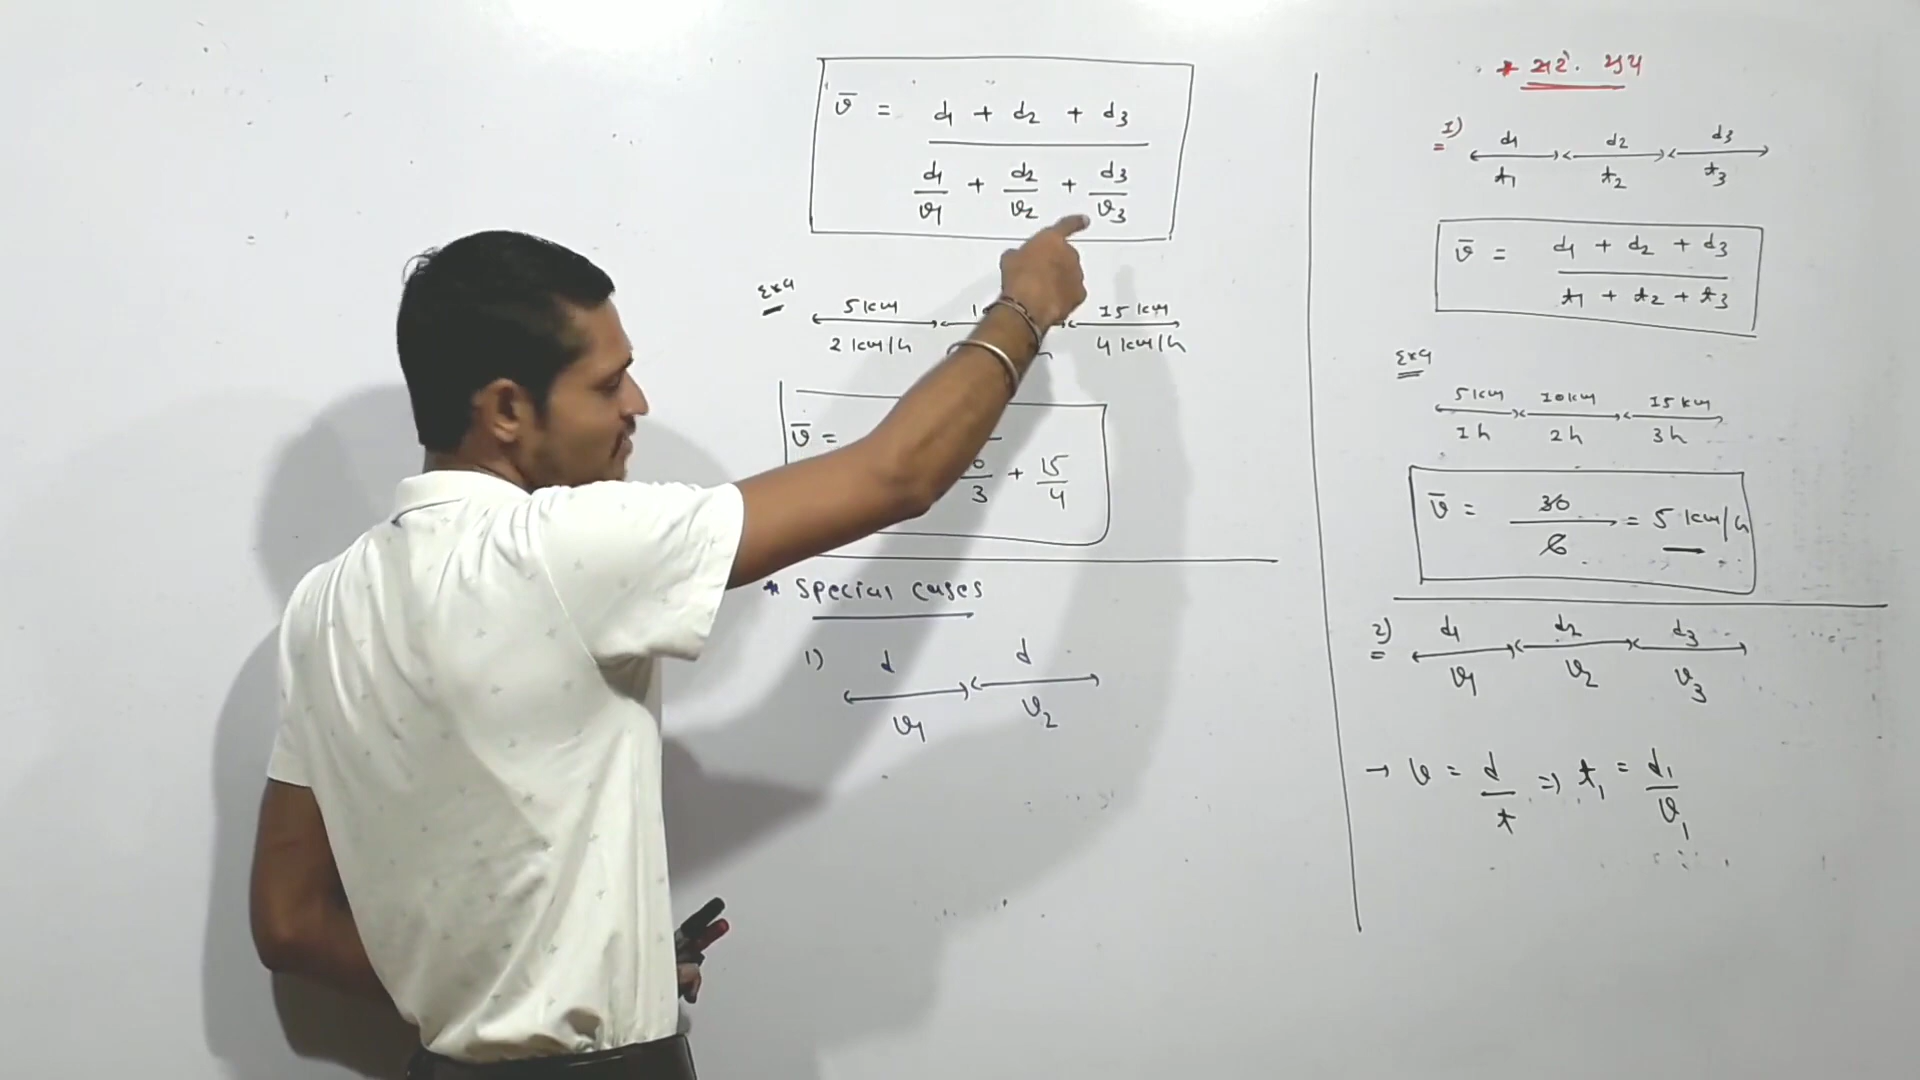 v̄ = d1 + d2 + d3
d1/v1 + d2/v2 + d3/v3
Exa
5 km 15 km
2 km/h 4 km/h
v̄ =
3 + 15/4
* Special cases
1) d d
v1 v2
* સરે.
1) d1 d2 d3
t1 t2 t3
v̄ = d1 + d2 + d3
t1 + t2 + t3
Exa
5 km 10 km 15 km
1 h 2 h 3 h
v̄ = 30/6 = 5 km/h
2) d1 d2 d3
v1 v2 v3
→ v = d/t ⇒ t1 = d1/v1